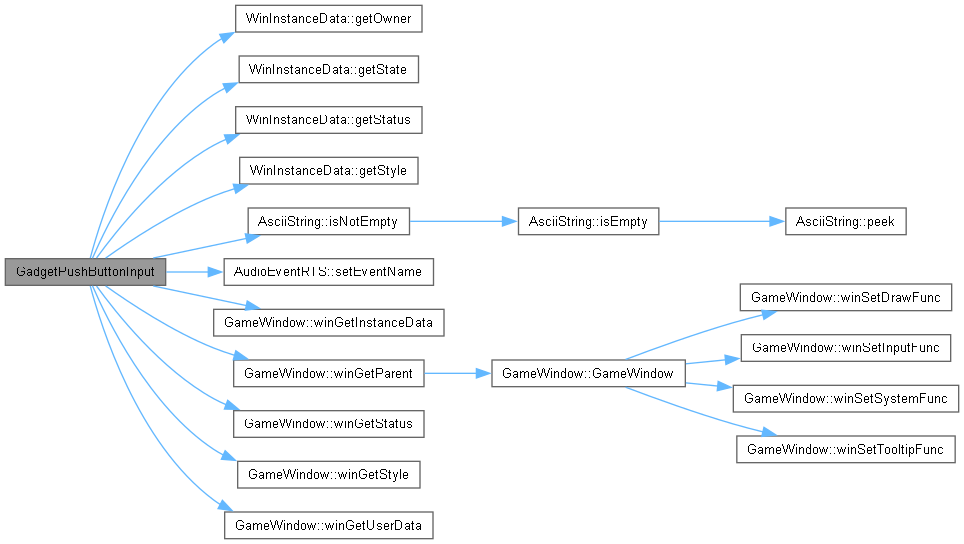 WinInstanceData::getOwner
WinInstanceData::getState
WinInstanceData::getStatus
WinInstanceData::getStyle
AsciiString::isNotEmpty
AsciiString::isEmpty
AsciiString::peek
GadgetPushButtonInput
AudioEventRTS::setEventName
GameWindow::winGetInstanceData
GameWindow::winGetParent
GameWindow::GameWindow
GameWindow::winSetDrawFunc
GameWindow::winSetInputFunc
GameWindow::winSetSystemFunc
GameWindow::winSetTooltipFunc
GameWindow::winGetStatus
GameWindow::winGetStyle
GameWindow::winGetUserData